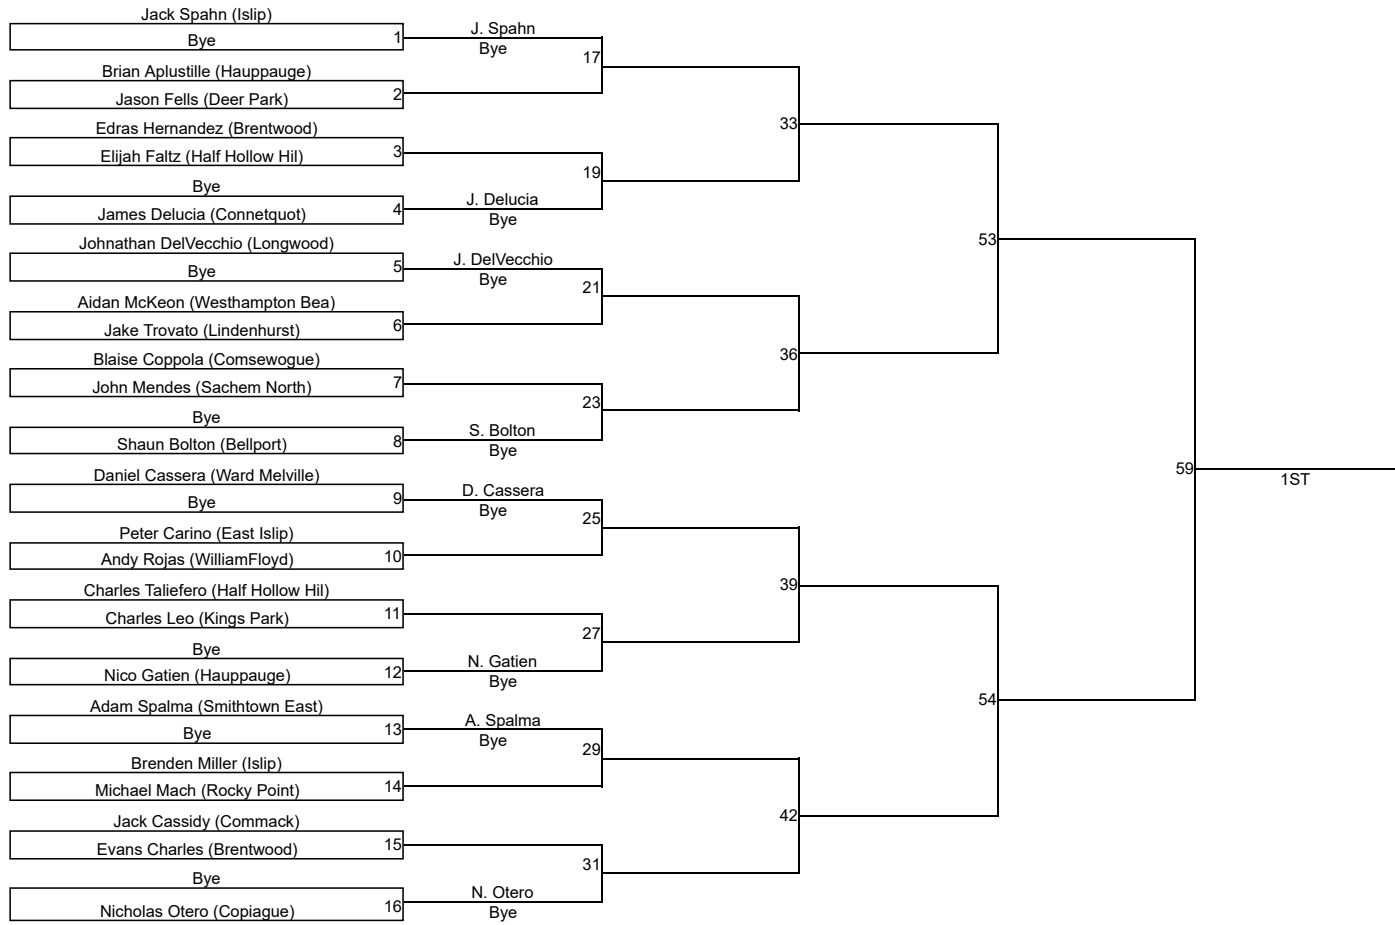 Jack Spahn (Islip)
Bye
1
J. Spahn
Bye
17
Brian Aplustille (Hauppauge)
Jason Fells (Deer Park)
2
33
Edras Hernandez (Brentwood)
Elijah Faltz (Half Hollow Hil)
3
19
Bye
James Delucia (Connetquot)
4
J. Delucia
Bye
53
Johnathan DelVecchio (Longwood)
Bye
5
J. DelVecchio
Bye
21
Aidan McKeon (Westhampton Bea)
Jake Trovato (Lindenhurst)
6
36
Blaise Coppola (Comsewogue)
John Mendes (Sachem North)
7
23
Bye
Shaun Bolton (Bellport)
8
S. Bolton
Bye
59
1ST
Daniel Cassera (Ward Melville)
Bye
9
D. Cassera
Bye
25
Peter Carino (East Islip)
Andy Rojas (WilliamFloyd)
10
39
Charles Taliefero (Half Hollow Hil)
Charles Leo (Kings Park)
11
27
Bye
Nico Gatien (Hauppauge)
12
N. Gatien
Bye
54
Adam Spalma (Smithtown East)
Bye
13
A. Spalma
Bye
29
Brenden Miller (Islip)
Michael Mach (Rocky Point)
14
42
Jack Cassidy (Commack)
Evans Charles (Brentwood)
15
31
Bye
Nicholas Otero (Copiague)
16
N. Otero
Bye